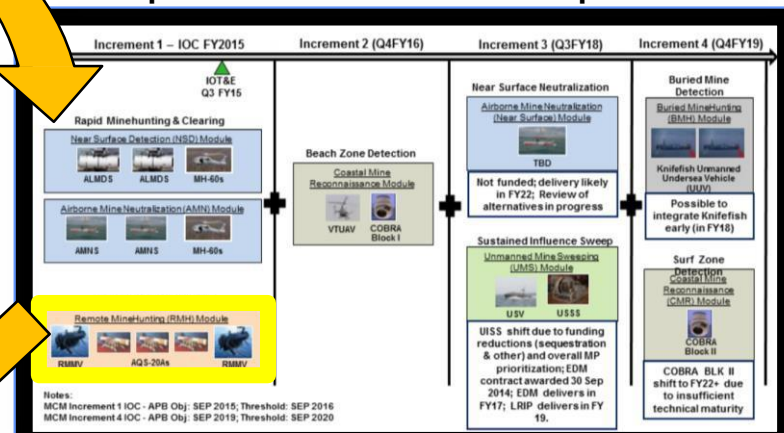 Increment 1 – IOC FY2015
Increment 2 (Q4FY16)
Increment 3 (Q3FY18)
Increment 4 (Q4FY19)
IOT&E
Q3 FY15
Rapid Minehunting & Clearing
Near Surface Detection (NSD) Module
ALMDS
ALMDS
MH-60s
Airborne Mine Neutralization (AMN) Module
AMNS
AMNS
MH-60s
Remote MineHunting (RMH) Module
RMMV
AQS-20As
RMMV
Notes:
MCM Increment 1 IOC - APB Obj: SEP 2015; Threshold: SEP 2016
MCM Increment 4 IOC - APB Obj: SEP 2019; Threshold: SEP 2020
Beach Zone Detection
Coastal Mine
Reconnaissance Module
VTUAV
COBRA
Block I
Near Surface Neutralization
Airborne Mine Neutralization
(Near Surface) Module
TBD
Not funded; delivery likely
in FY22; Review of
alternatives in progress
Sustained Influence Sweep
Unmanned Mine Sweeping
(UMS) Module
USV
USSS
UISS shift due to funding
reductions (sequestration
& other) and overall MP
prioritization; EDM
contract awarded 30 Sep
2014; EDM delivers in
FY17; LRIP delivers in FY
19.
Buried Mine
Detection
Buried MineHunting
(BMH) Module
Knifefish Unmanned
Undersea Vehicle
(UUV)
Possible to
integrate Knifefish
early (in FY18)
Surf Zone
Detection
Coastal Mine
Reconnaissance
(CMR) Module
COBRA
Block II
COBRA BLK II
shift to FY22+ due
to insufficient
technical maturity